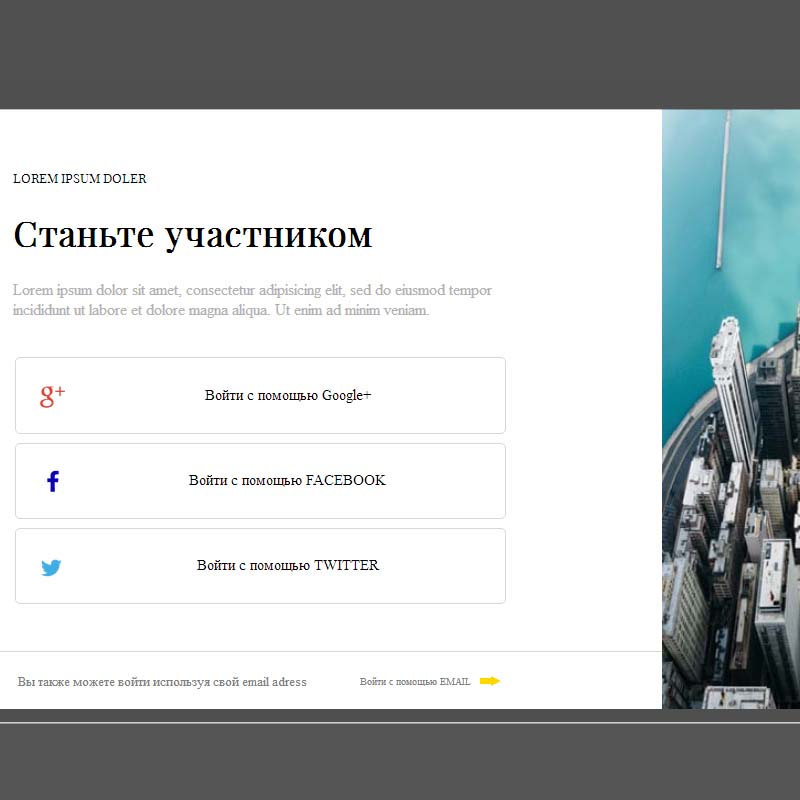 LOREM IPSUM DOLER
Станьте участником
Lorem ipsum dolor sit amet, consectetur adipisicing elit, sed do eiusmod tempor
incididunt ut labore et dolore magna aliqua. Ut enim ad minim veniam.
g+ Войти с помощью Google+
f Войти с помощью FACEBOOK
Войти с помощью TWITTER
Вы также можете войти используя свой email adress Войти с помощью EMAIL